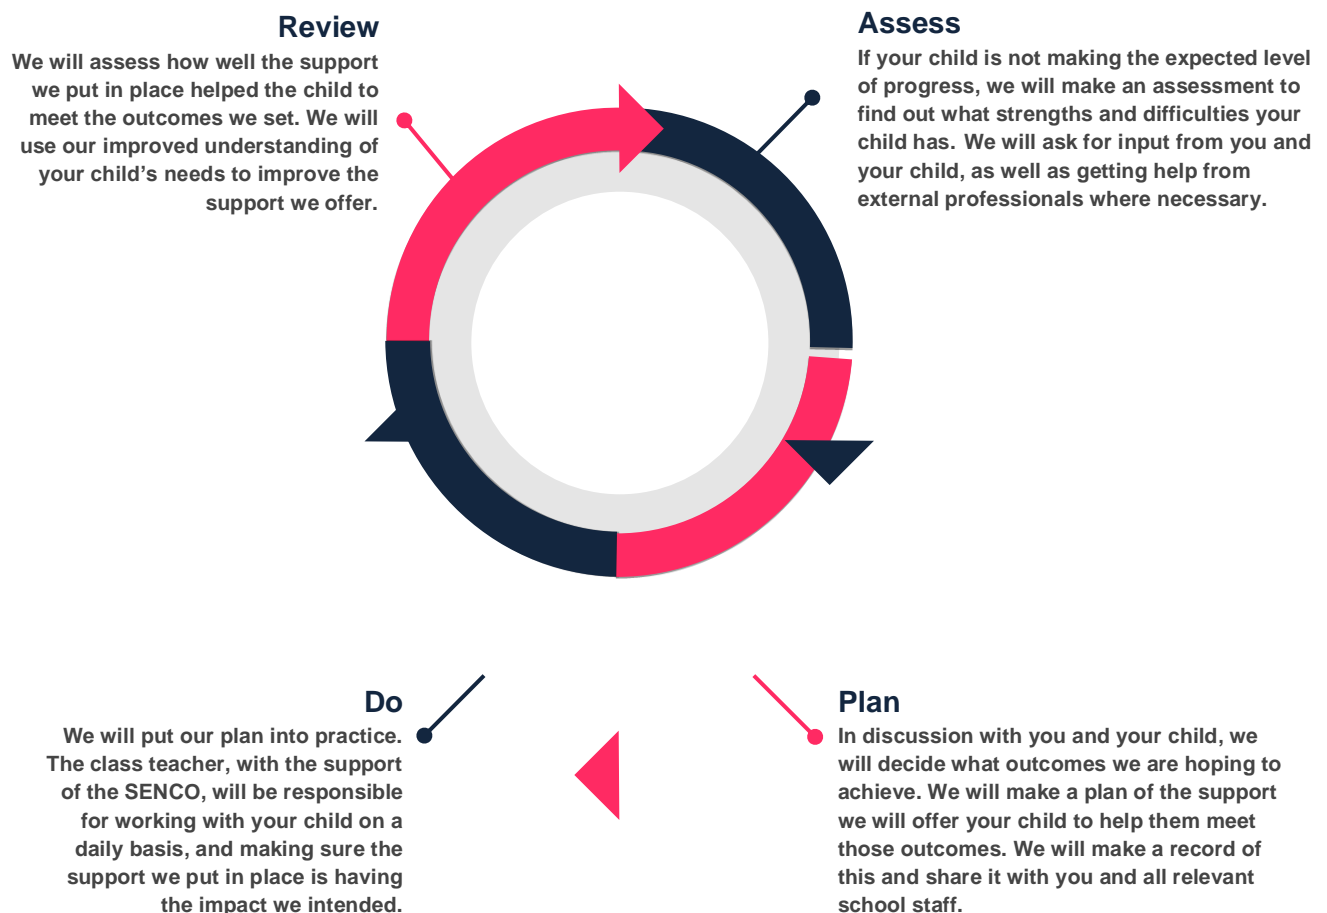 Review
We will assess how well the support
we put in place helped the child to
meet the outcomes we set. We will
use our improved understanding of
your child’s needs to improve the
support we offer.
Assess
If your child is not making the expected level
of progress, we will make an assessment to
find out what strengths and difficulties your
child has. We will ask for input from you and
your child, as well as getting help from
external professionals where necessary.
Do
We will put our plan into practice.
The class teacher, with the support
of the SENCO, will be responsible
for working with your child on a
daily basis, and making sure the
support we put in place is having
the impact we intended.
Plan
In discussion with you and your child, we
will decide what outcomes we are hoping to
achieve. We will make a plan of the support
we will offer your child to help them meet
those outcomes. We will make a record of
this and share it with you and all relevant
school staff.